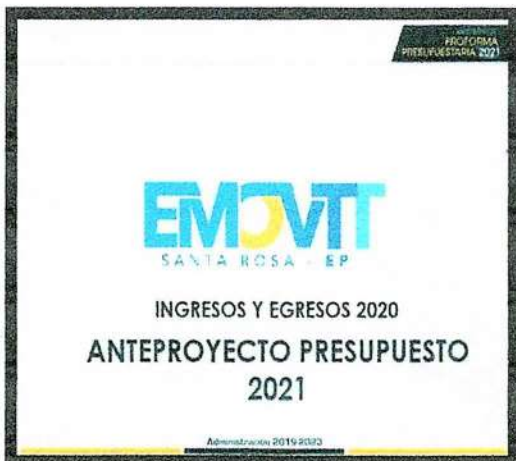 PROFORMA
PRESUPUESTARIA 2021
EMOVTT
SANTA ROSA - EP
INGRESOS Y EGRESOS 2020
ANTEPROYECTO PRESUPUESTO
2021
Administración 2019-2023